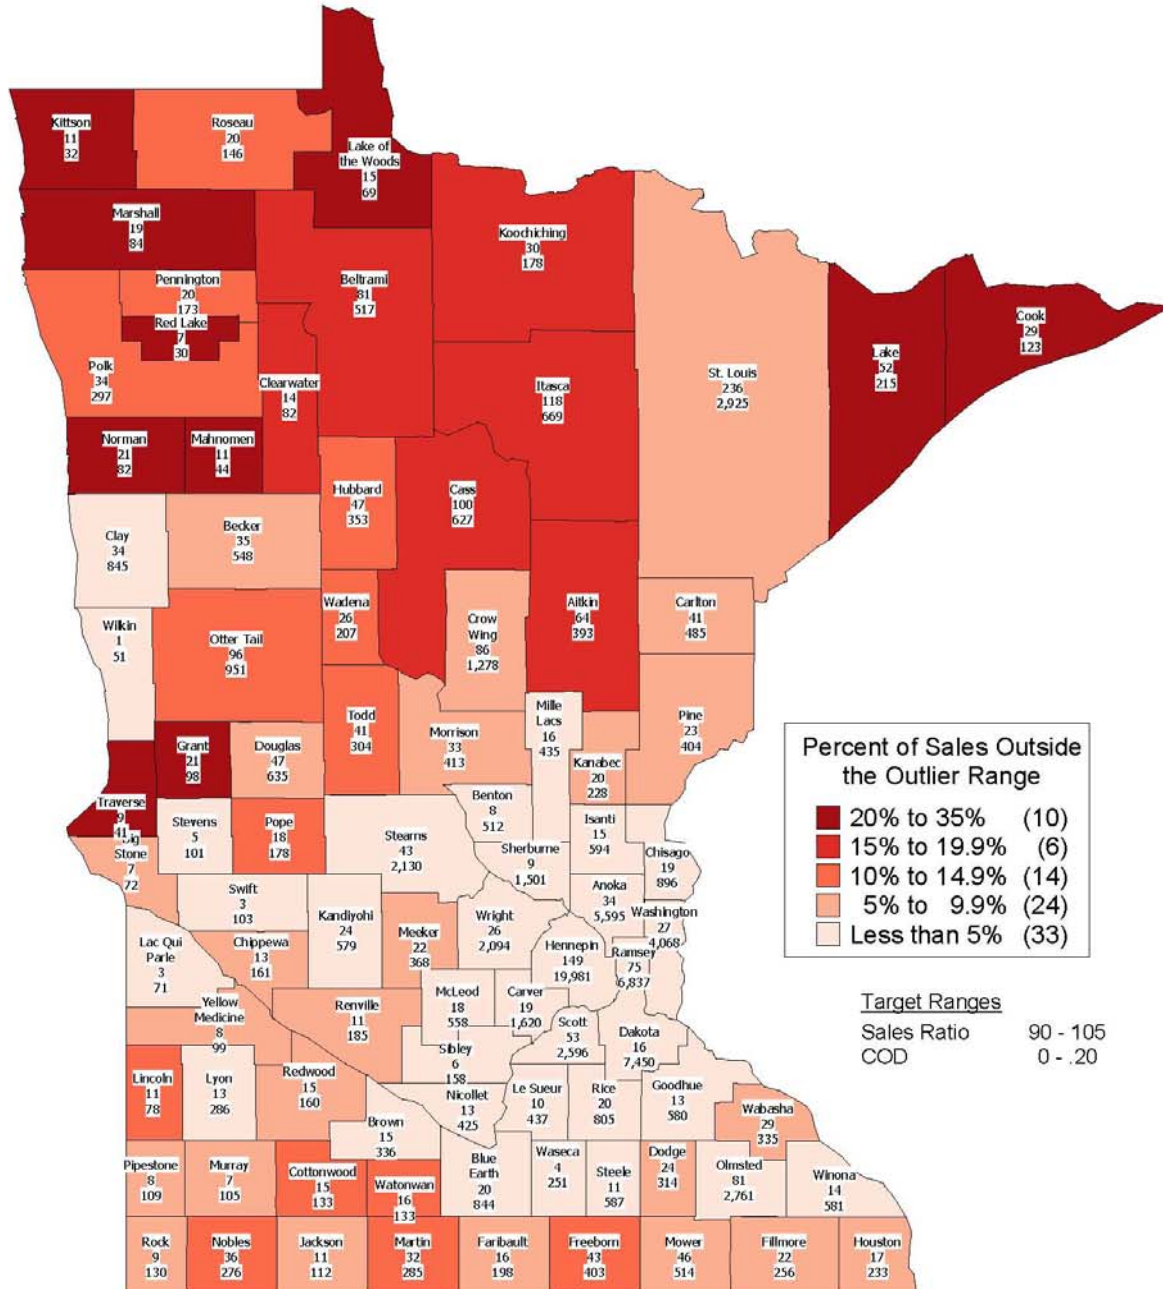 Kittson
11
32
Roseau
20
146
Lake of
the Woods
15
69
Marshall
19
84
Koochiching
30
178
Beltrami
81
517
Pennington
20
173
Red Lake
7
30
Polk
34
297
Clearwater
14
82
Itasca
118
669
St. Louis
236
2,925
Lake
52
215
Cook
29
123
Norman
21
82
Mahnomen
11
44
Hubbard
47
353
Cass
100
627
Clay
34
845
Becker
35
548
Wadena
26
207
Crow
Wing
86
1,278
Aitkin
64
393
Carlton
41
485
Wilkin
1
51
Otter Tail
96
951
Todd
41
304
Morrison
33
413
Mille
Lacs
16
435
Kanabec
20
228
Pine
23
404
Grant
21
98
Douglas
47
635
Traverse
9
41
Big
Stone
7
72
Stevens
5
101
Pope
18
178
Stearns
43
2,130
Benton
8
512
Sherburne
9
1,501
Isanti
15
594
Chisago
19
896
Anoka
34
5,595
Washington
27
4,068
Swift
3
103
Kandiyohi
24
579
Meeker
22
368
Wright
26
2,094
Hennepin
149
19,981
Ramsey
75
6,837
Lac Qui
Parle
3
71
Chippewa
13
161
Yellow
Medicine
8
99
Renville
11
185
McLeod
18
558
Carver
19
1,620
Scott
53
2,596
Dakota
16
7,450
Sibley
6
158
Lincoln
11
78
Lyon
13
286
Redwood
15
160
Nicollet
13
425
Le Sueur
10
437
Rice
20
805
Goodhue
13
580
Wabasha
29
335
Brown
15
336
Pipestone
8
109
Murray
7
105
Cottonwood
15
133
Watonwan
16
133
Blue
Earth
20
844
Waseca
4
251
Steele
11
587
Dodge
24
314
Olmsted
81
2,761
Winona
14
581
Rock
9
130
Nobles
36
276
Jackson
11
112
Martin
32
285
Faribault
16
198
Freeborn
43
403
Mower
46
514
Fillmore
22
256
Houston
17
233
Percent of Sales Outside
the Outlier Range
20% to 35% (10)
15% to 19.9% (6)
10% to 14.9% (14)
5% to 9.9% (24)
Less than 5% (33)
Target Ranges
Sales Ratio 90 - 105
COD 0 - .20